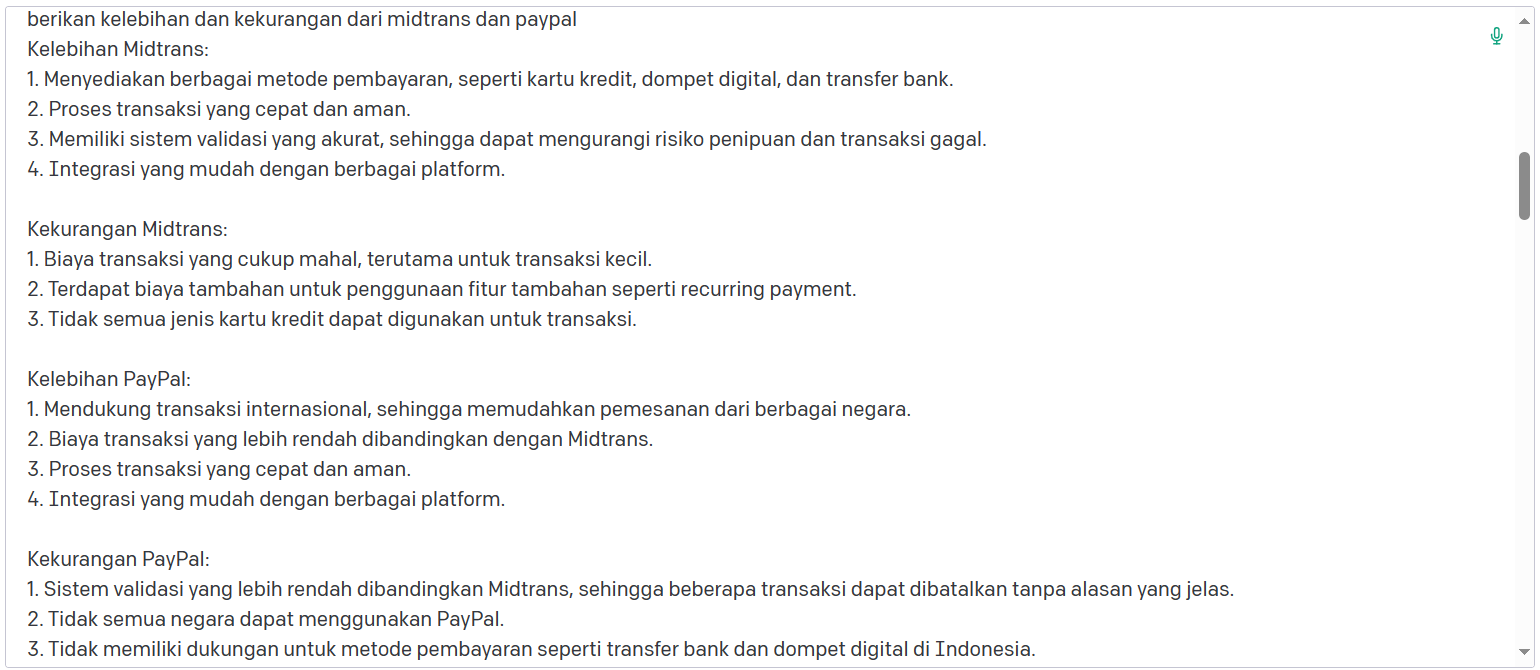 berikan kelebihan dan kekurangan dari midtrans dan paypal
Kelebihan Midtrans:
1. Menyediakan berbagai metode pembayaran, seperti kartu kredit, dompet digital, dan transfer bank.
2. Proses transaksi yang cepat dan aman.
3. Memiliki sistem validasi yang akurat, sehingga dapat mengurangi risiko penipuan dan transaksi gagal.
4. Integrasi yang mudah dengan berbagai platform.
Kekurangan Midtrans:
1. Biaya transaksi yang cukup mahal, terutama untuk transaksi kecil.
2. Terdapat biaya tambahan untuk penggunaan fitur tambahan seperti recurring payment.
3. Tidak semua jenis kartu kredit dapat digunakan untuk transaksi.
Kelebihan PayPal:
1. Mendukung transaksi internasional, sehingga memudahkan pemesanan dari berbagai negara.
2. Biaya transaksi yang lebih rendah dibandingkan dengan Midtrans.
3. Proses transaksi yang cepat dan aman.
4. Integrasi yang mudah dengan berbagai platform.
Kekurangan PayPal:
1. Sistem validasi yang lebih rendah dibandingkan Midtrans, sehingga beberapa transaksi dapat dibatalkan tanpa alasan yang jelas.
2. Tidak semua negara dapat menggunakan PayPal.
3. Tidak memiliki dukungan untuk metode pembayaran seperti transfer bank dan dompet digital di Indonesia.